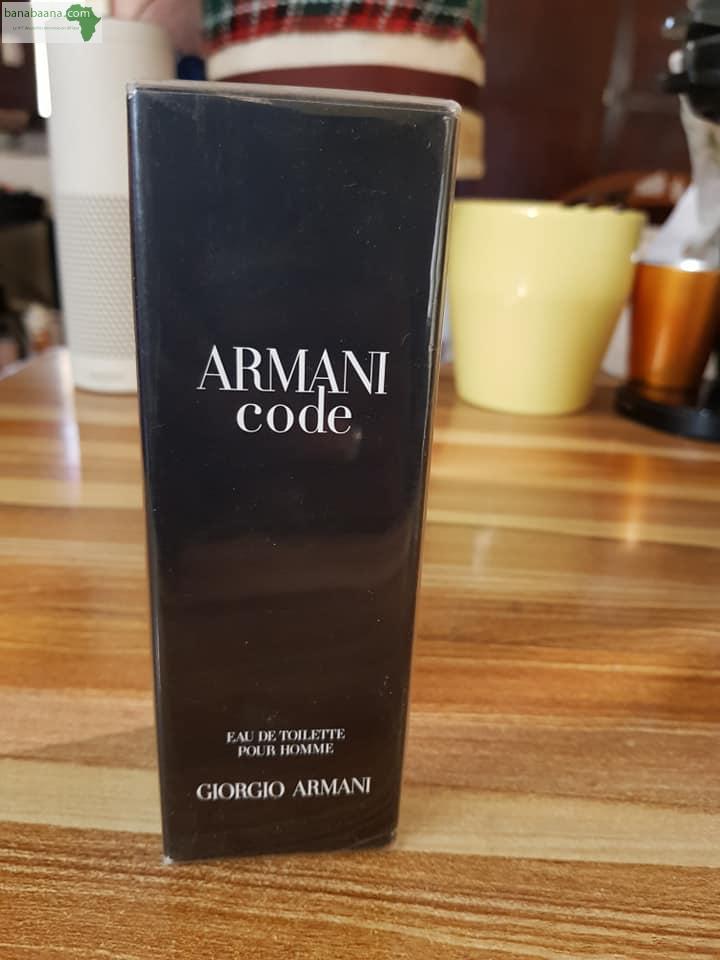 banabaana.com
ARMANI
code
EAU DE TOILETTE
POUR HOMME
GIORGIO ARMANI